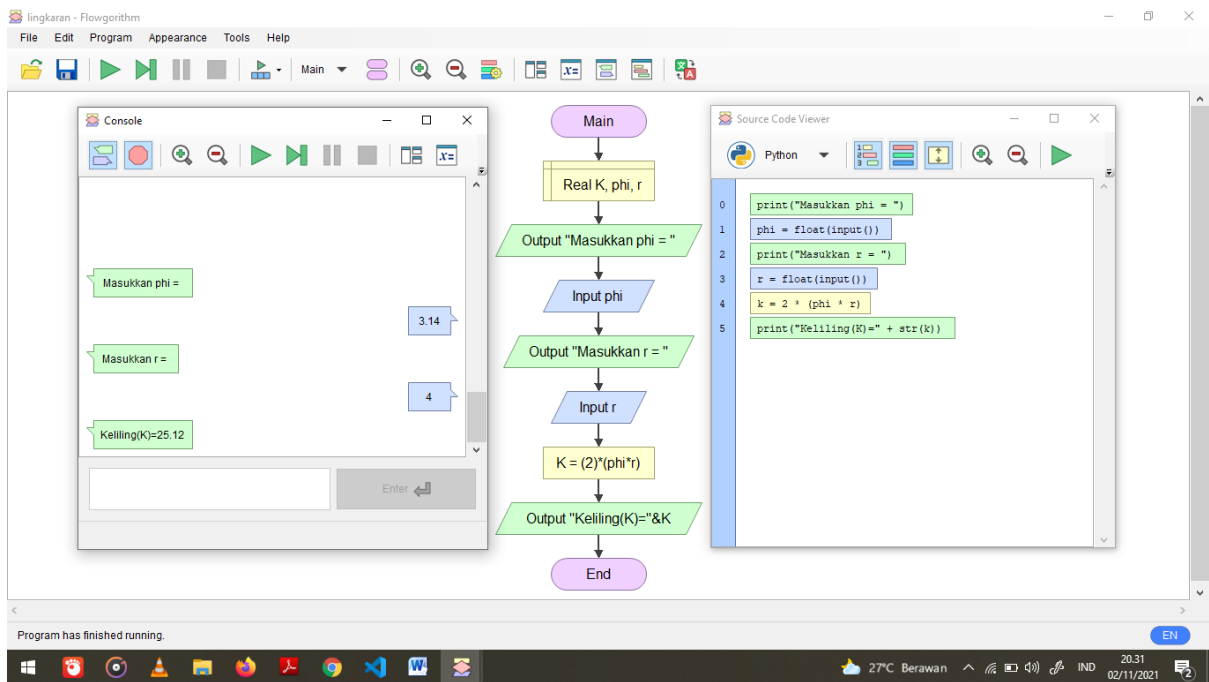 lingkaran - Flowgorithm
File Edit Program Appearance Tools Help
Main
Console
Masukkan phi =
3.14
Masukkan r =
4
Keliling(K)=25.12
Enter
Main
Real K, phi, r
Output "Masukkan phi = "
Input phi
Output "Masukkan r = "
Input r
K = (2)*(phi*r)
Output "Keliling(K)="&K
End
Source Code Viewer
Python
0 print("Masukkan phi = ")
1 phi = float(input())
2 print("Masukkan r = ")
3 r = float(input())
4 k = 2 * (phi * r)
5 print("Keliling(K)=" + str(k))
Program has finished running.
EN
27°C Berawan
IND
20.31
02/11/2021
2